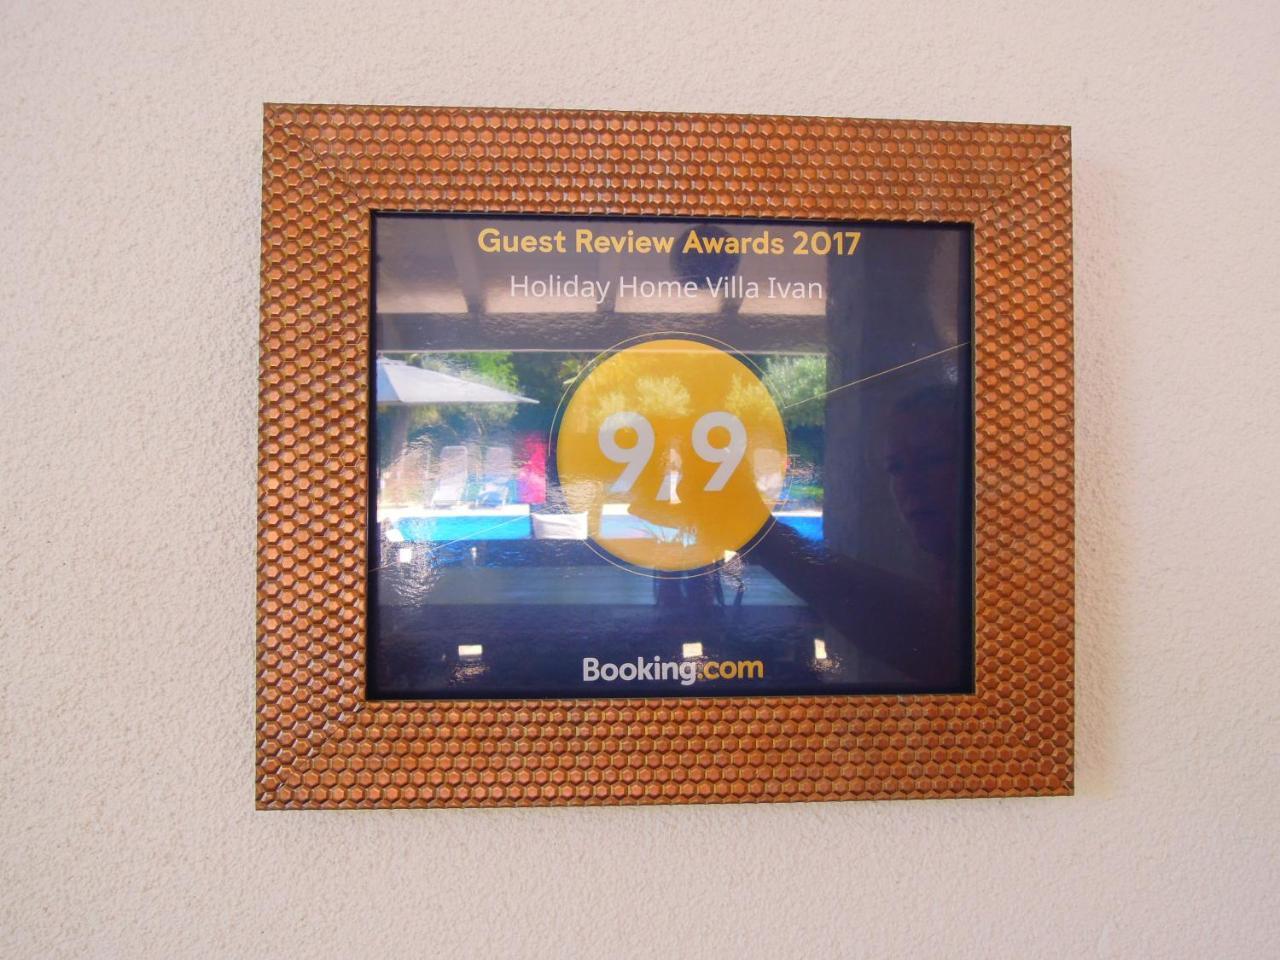 Guest Review Awards 2017
Holiday Home Villa Ivan
9,9
Booking.com